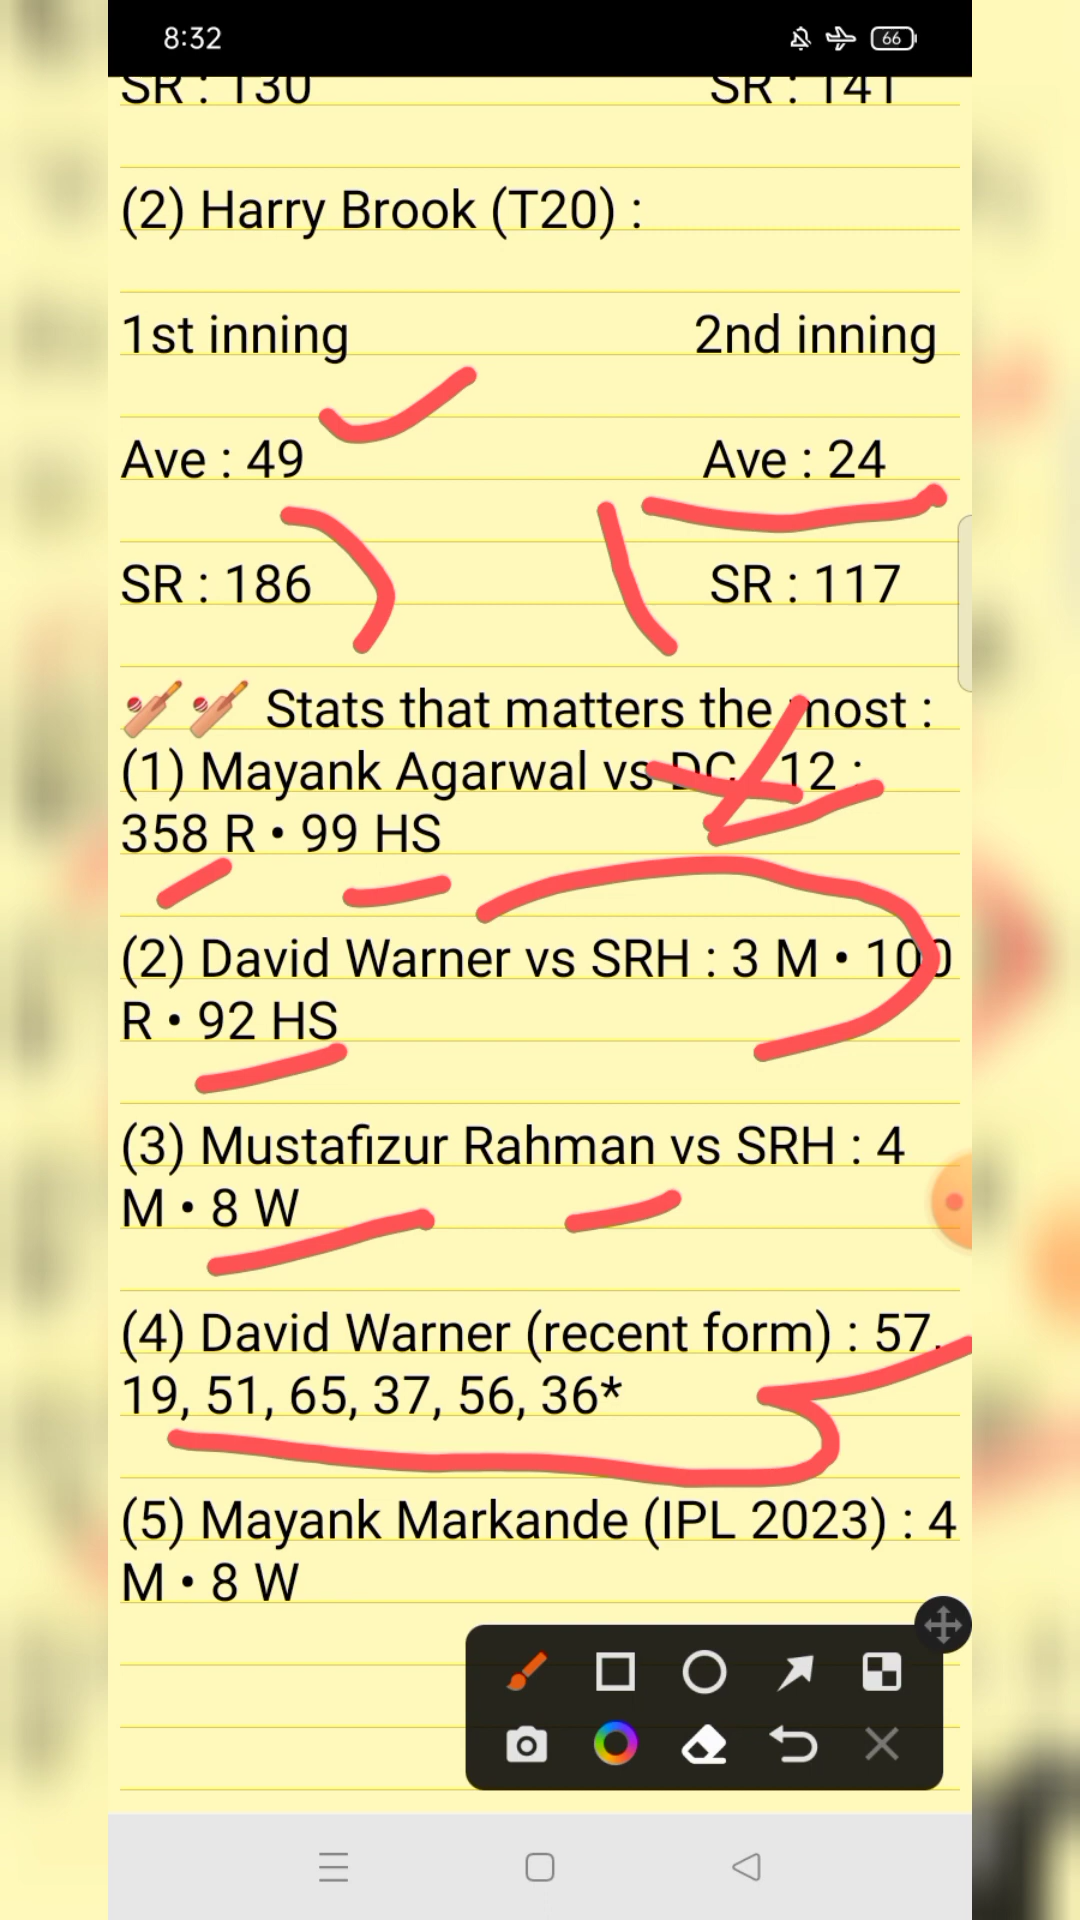 8:32
66
SR : 130 SR : 141
(2) Harry Brook (T20) :
1st inning 2nd inning
Ave : 49 Ave : 24
SR : 186 SR : 117
🏏🏏 Stats that matters the most :
(1) Mayank Agarwal vs DC 12 :
358 R • 99 HS
(2) David Warner vs SRH : 3 M • 100
R • 92 HS
(3) Mustafizur Rahman vs SRH : 4
M • 8 W
(4) David Warner (recent form) : 57,
19, 51, 65, 37, 56, 36*
(5) Mayank Markande (IPL 2023) : 4
M • 8 W